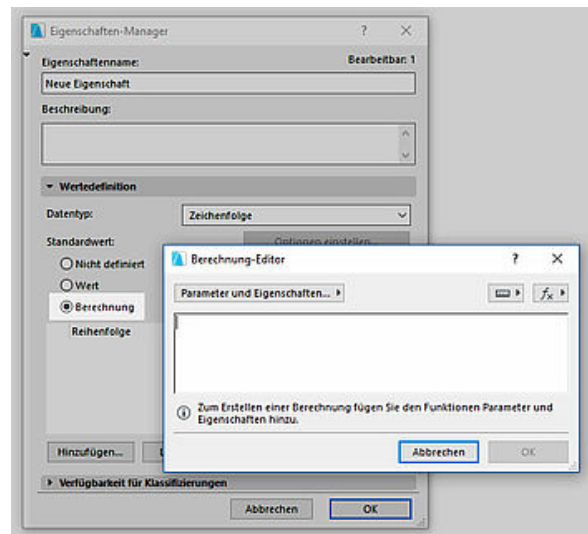 Eigenschaften-Manager ? ×
Eigenschaftenname: Bearbeitbar: 1
Neue Eigenschaft
Beschreibung:
Wertedefinition
Datentyp: Zeichenfolge
Standardwert: Optionen einstellen...
Nicht definiert
Wert
Berechnung
Reihenfolge
Berechnung-Editor ? ×
Parameter und Eigenschaften... fx
Zum Erstellen einer Berechnung fügen Sie den Funktionen Parameter und
Eigenschaften hinzu.
Abbrechen OK
Hinzufügen...
Verfügbarkeit für Klassifizierungen
Abbrechen OK